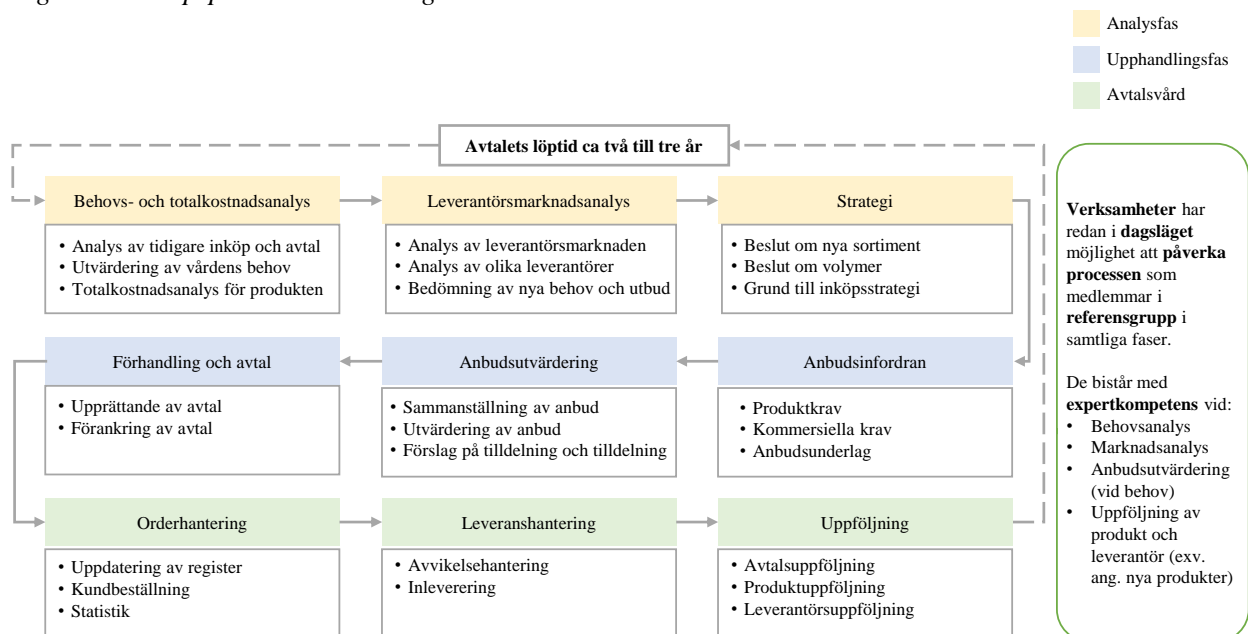 Analysfas
Upphandlingsfas
Avtalsvård
Avtalets löptid ca två till tre år
Behovs- och totalkostnadsanalys
• Analys av tidigare inköp och avtal
• Utvärdering av vårdens behov
• Totalkostnadsanalys för produkten
Leverantörsmarknadsanalys
• Analys av leverantörsmarknaden
• Analys av olika leverantörer
• Bedömning av nya behov och utbud
Strategi
• Beslut om nya sortiment
• Beslut om volymer
• Grund till inköpsstrategi
Förhandling och avtal
• Upprättande av avtal
• Förankring av avtal
Anbudsutvärdering
• Sammanställning av anbud
• Utvärdering av anbud
• Förslag på tilldelning och tilldelning
Anbudsinfordran
• Produktkrav
• Kommersiella krav
• Anbudsunderlag
Orderhantering
• Uppdatering av register
• Kundbeställning
• Statistik
Leveranshantering
• Avvikelsehantering
• Inleverering
Uppföljning
• Avtalsuppföljning
• Produktuppföljning
• Leverantörsuppföljning
Verksamheter har
redan i dagsläget
möjlighet att påverka
processen som
medlemmar i
referensgrupp i
samtliga faser.
De bistår med
expertkompetens vid:
• Behovsanalys
• Marknadsanalys
• Anbudsutvärdering
(vid behov)
• Uppföljning av
produkt och
leverantör (exv.
ang. nya produkter)